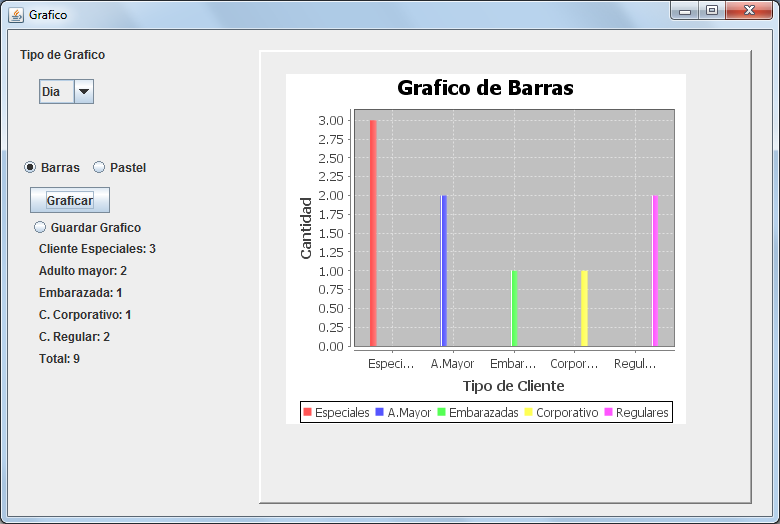 Grafico
Tipo de Grafico
Dia
Barras Pastel
Graficar
Guardar Grafico
Cliente Especiales: 3
Adulto mayor: 2
Embarazada: 1
C. Corporativo: 1
C. Regular: 2
Total: 9
Grafico de Barras
Cantidad
3.00
2.75
2.50
2.25
2.00
1.75
1.50
1.25
1.00
0.75
0.50
0.25
0.00
Especi... A.Mayor Embar... Corpor... Regul...
Tipo de Cliente
Especiales A.Mayor Embarazadas Corporativo Regulares